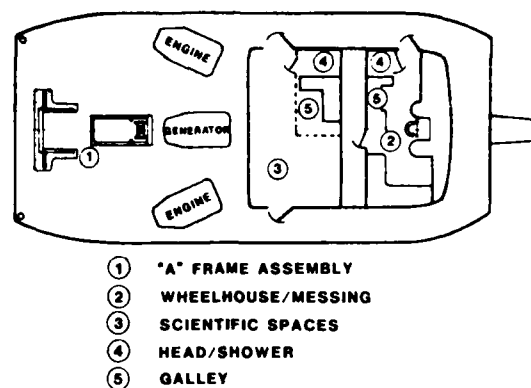 ENGINE
④ ④
⑤ ⑤
GENERATOR
① ②
③
ENGINE
① "A" FRAME ASSEMBLY
② WHEELHOUSE/MESSING
③ SCIENTIFIC SPACES
④ HEAD/SHOWER
⑤ GALLEY